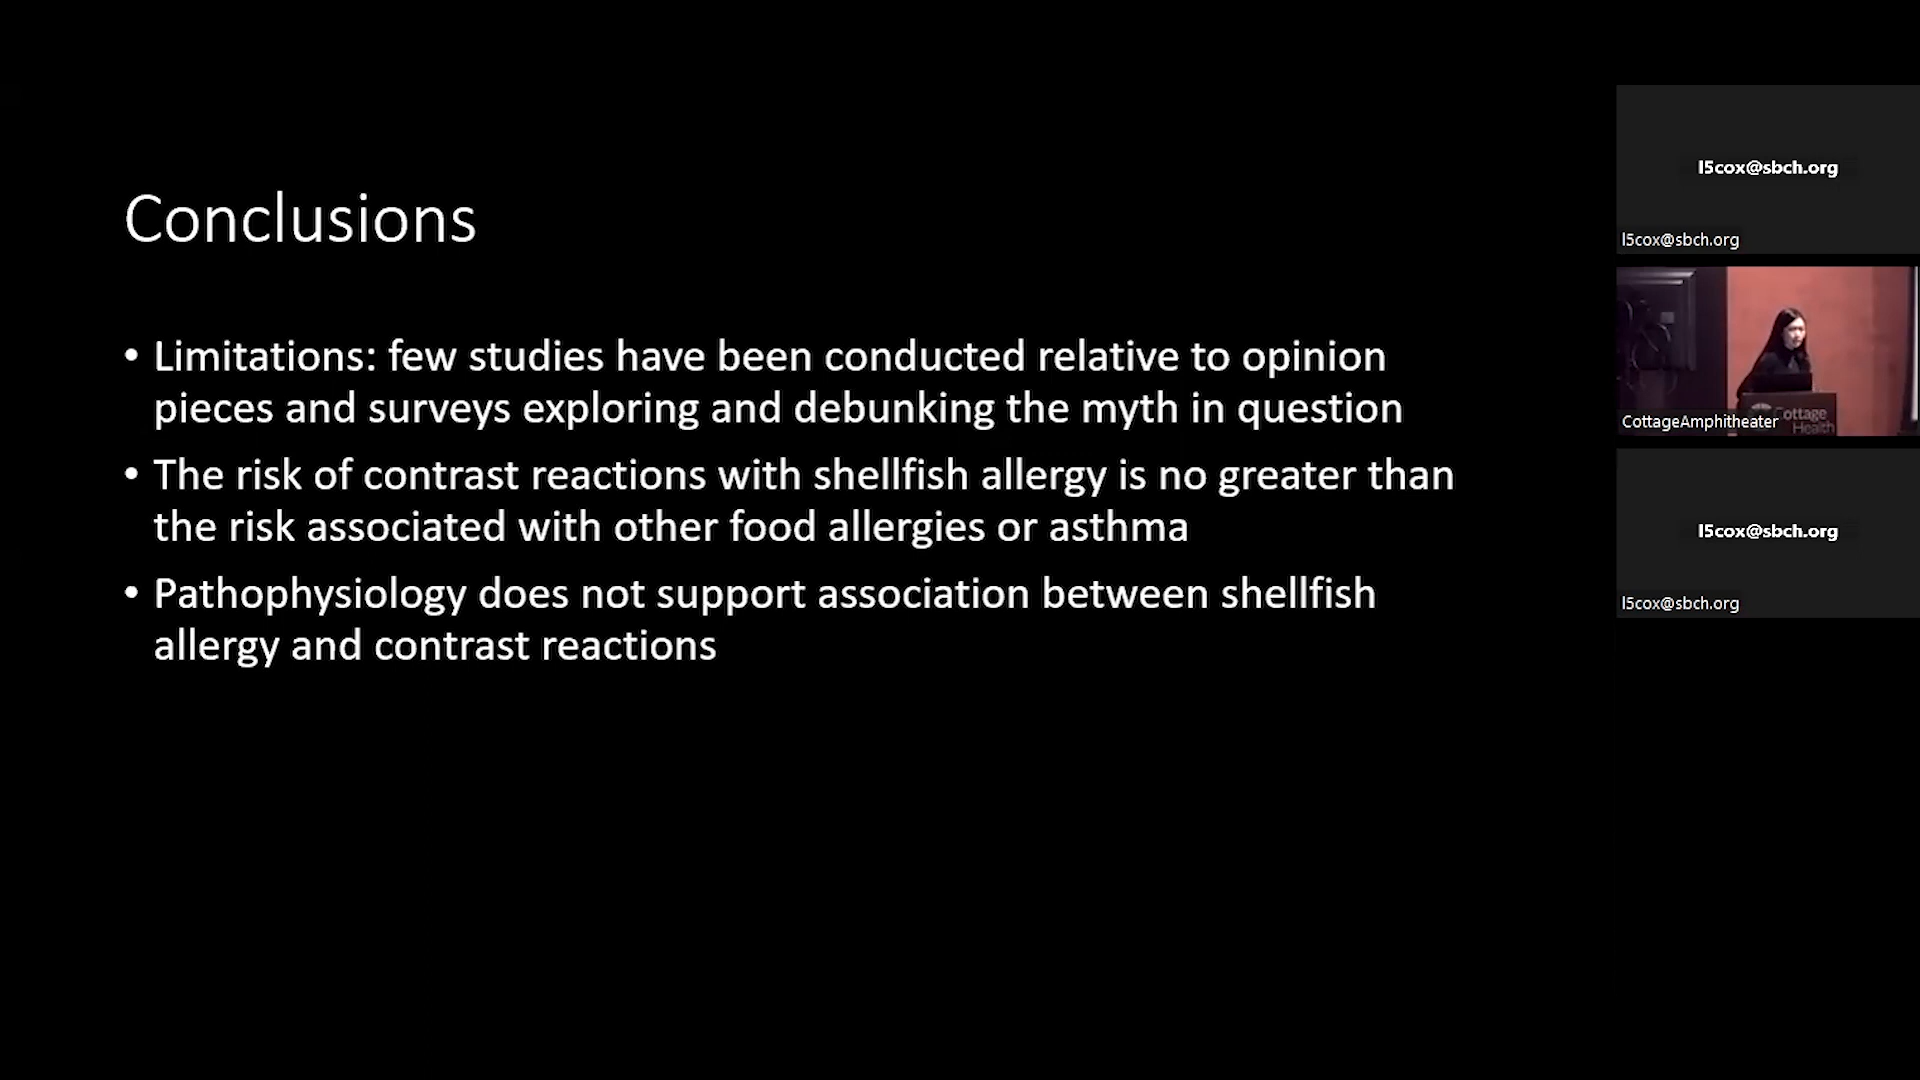 Conclusions
• Limitations: few studies have been conducted relative to opinion
pieces and surveys exploring and debunking the myth in question
• The risk of contrast reactions with shellfish allergy is no greater than
the risk associated with other food allergies or asthma
• Pathophysiology does not support association between shellfish
allergy and contrast reactions
l5cox@sbch.org
l5cox@sbch.org
Cottage
Health
CottageAmphitheater
l5cox@sbch.org
l5cox@sbch.org